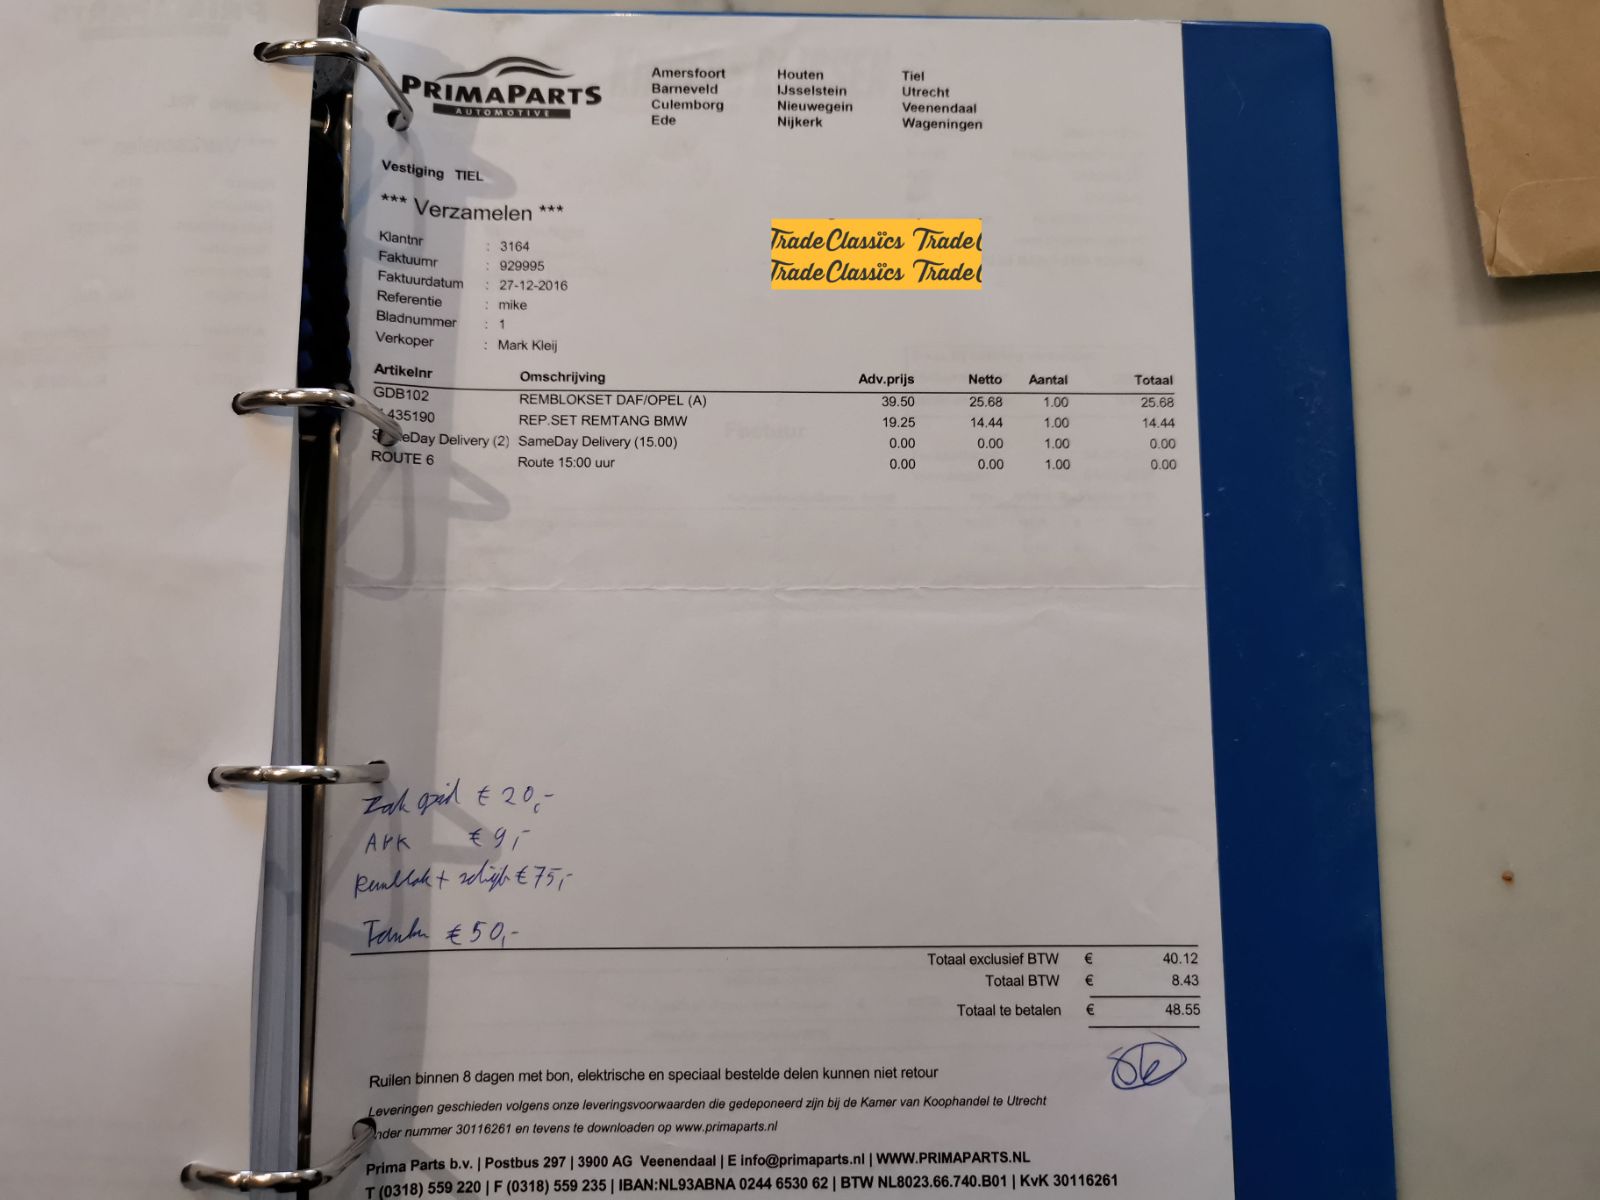 PRIMAPARTS
AUTOMOTIVE
Amersfoort Houten Tiel
Barneveld IJsselstein Utrecht
Culemborg Nieuwegein Veenendaal
Ede Nijkerk Wageningen
Vestiging TIEL
*** Verzamelen ***
Klantnr : 3164
Faktuurnr : 929995
Faktuurdatum : 27-12-2016
Referentie : mike
Bladnummer : 1
Verkoper : Mark Kleij
TradeClassics Trade
TradeClassics Trade
Artikelnr Omschrijving Adv.prijs Netto Aantal Totaal
GDB102 REMBLOKSET DAF/OPEL (A) 39.50 25.68 1.00 25.68
435190 REP.SET REMTANG BMW 19.25 14.44 1.00 14.44
Day Delivery (2) SameDay Delivery (15.00) 0.00 0.00 1.00 0.00
ROUTE 6 Route 15:00 uur 0.00 0.00 1.00 0.00
Zak € 20,-
€ 9,-
Remblok + schijf € 75,-
€ 50,-
Totaal exclusief BTW € 40.12
Totaal BTW € 8.43
Totaal te betalen € 48.55
Ruilen binnen 8 dagen met bon, elektrische en speciaal bestelde delen kunnen niet retour
Leveringen geschieden volgens onze leveringsvoorwaarden die gedeponeerd zijn bij de Kamer van Koophandel te Utrecht
nder nummer 30116261 en tevens te downloaden op www.primaparts.nl
Prima Parts b.v. | Postbus 297 | 3900 AG Veenendaal | E info@primaparts.nl | WWW.PRIMAPARTS.NL
T (0318) 559 220 | F (0318) 559 235 | IBAN:NL93ABNA 0244 6530 62 | BTW NL8023.66.740.B01 | KvK 30116261